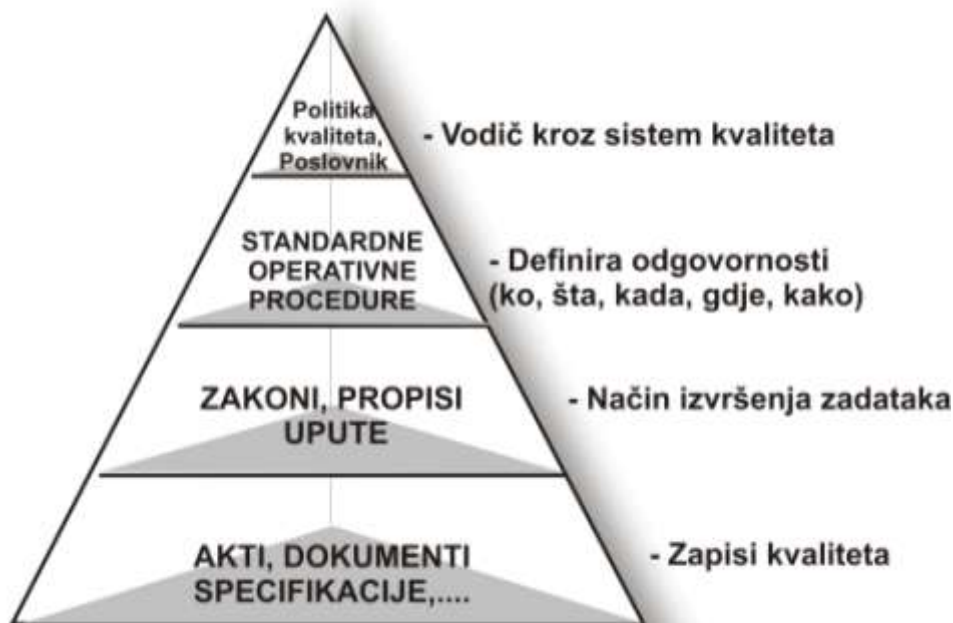 Politika
kvaliteta,
Poslovnik
- Vodič kroz sistem kvaliteta
STANDARDNE
OPERATIVNE
PROCEDURE
- Definira odgovornosti
(ko, šta, kada, gdje, kako)
ZAKONI, PROPISI
UPUTE
- Način izvršenja zadataka
AKTI, DOKUMENTI
SPECIFIKACIJE,....
- Zapisi kvaliteta